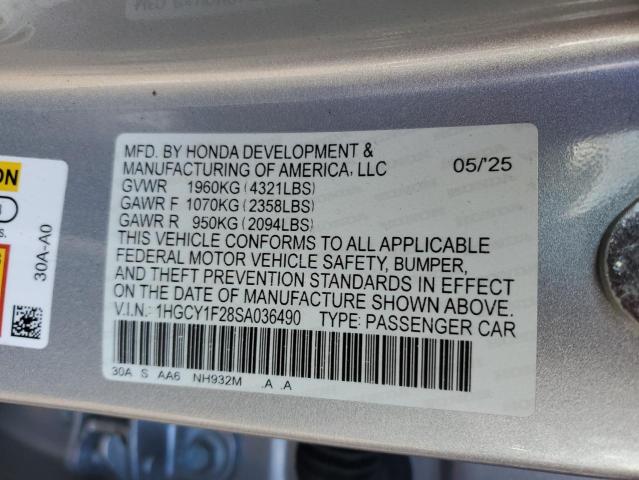 MFD. BY HONDA DEVELOPMENT &
MANUFACTURING OF AMERICA, LLC 05/'25
GVWR 1960KG (4321LBS)
GAWR F 1070KG (2358LBS)
GAWR R 950KG (2094LBS)
THIS VEHICLE CONFORMS TO ALL APPLICABLE
FEDERAL MOTOR VEHICLE SAFETY, BUMPER,
AND THEFT PREVENTION STANDARDS IN EFFECT
ON THE DATE OF MANUFACTURE SHOWN ABOVE.
V.I.N.: 1HGCY1F28SA036490 TYPE: PASSENGER CAR
30A S AA6 NH932M .A .A
30A-A0